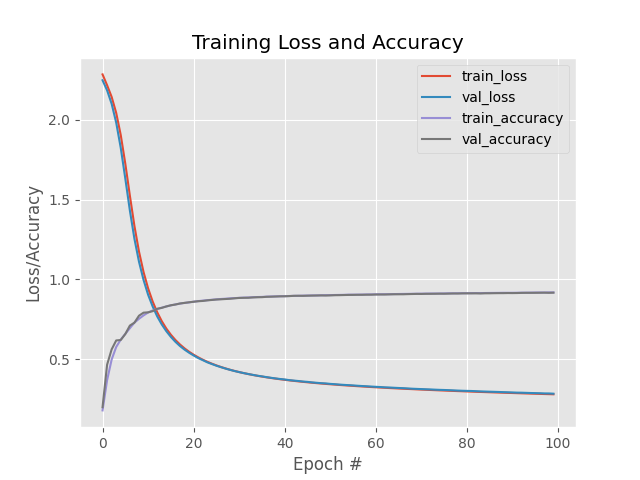 Training Loss and Accuracy
train_loss
val_loss
train_accuracy
val_accuracy
Loss/Accuracy
2.0
1.5
1.0
0.5
0 20 40 60 80 100
Epoch #